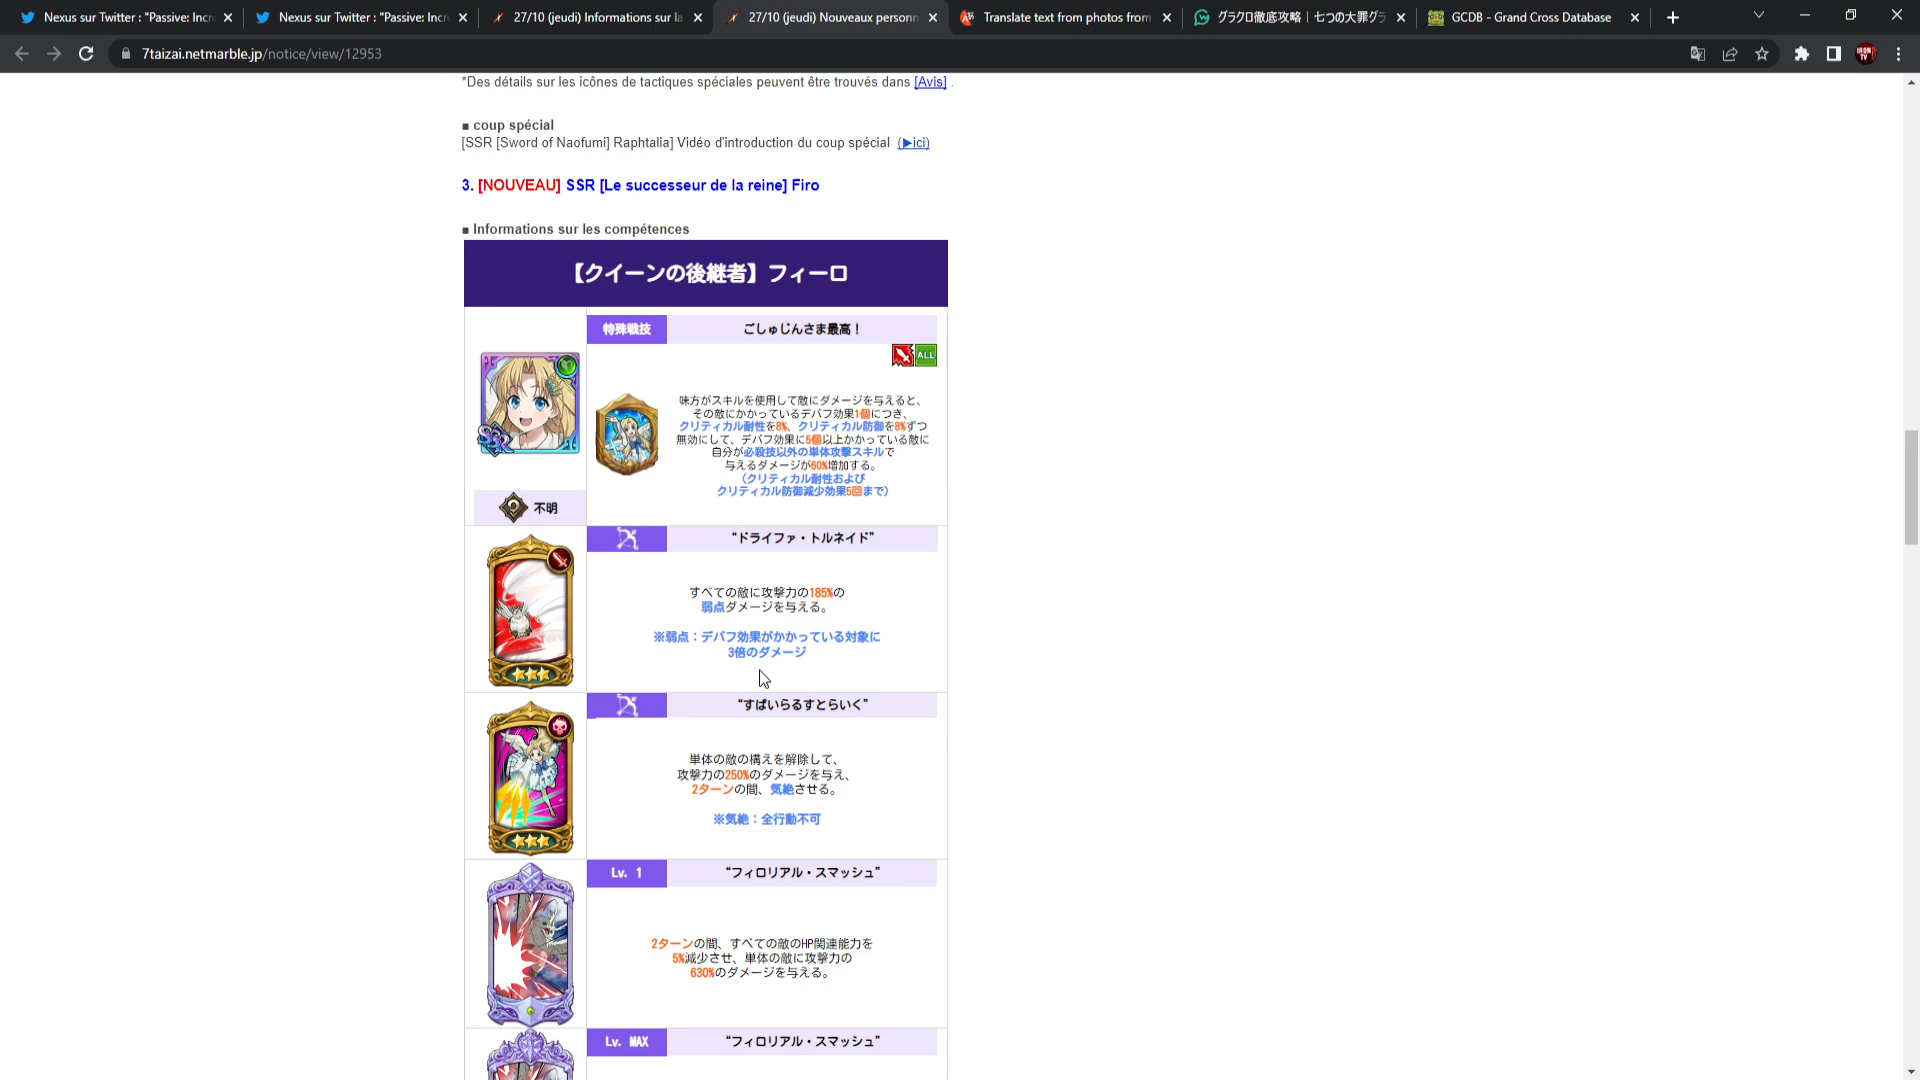 Nexus sur Twitter : "Passive: Incr
Nexus sur Twitter : "Passive: Incr
27/10 (jeudi) Informations sur la
27/10 (jeudi) Nouveaux personn
Translate text from photos from
グラクロ徹底攻略 | 七つの大罪グラ
GCDB - Grand Cross Database
7taizai.netmarble.jp/notice/view/12953
*Des détails sur les icônes de tactiques spéciales peuvent être trouvés dans [Avis] .
■ coup spécial
[SSR [Sword of Naofumi] Raphtalia] Vidéo d'introduction du coup spécial (▶ici)
3. [NOUVEAU] SSR [Le successeur de la reine] Firo
■ Informations sur les compétences
【クイーンの後継者】フィーロ
特殊戦技
ごしゅじんさま最高！
ALL
味方がスキルを使用して敵にダメージを与えると、
その敵にかかっているデバフ効果1個につき、
クリティカル耐性を8%、クリティカル防御を8%ずつ
無効にして、デバフ効果に5個以上かかっている敵に
自分が必殺技以外の単体攻撃スキルで
与えるダメージが60%増加する。
(クリティカル耐性および
クリティカル防御減少効果5回まで)
SSR
不明
“ドライファ・トルネイド”
すべての敵に攻撃力の185%の
弱点ダメージを与える。
※弱点：デバフ効果がかかっている対象に
3倍のダメージ
“すぱいらるすとらいく”
単体の敵の構えを解除して、
攻撃力の250%のダメージを与え、
2ターンの間、気絶させる。
※気絶：全行動不可
Lv. 1
“フィロリアル・スマッシュ”
2ターンの間、すべての敵のHP関連能力を
5%減少させ、単体の敵に攻撃力の
630%のダメージを与える。
Lv. MAX
“フィロリアル・スマッシュ”